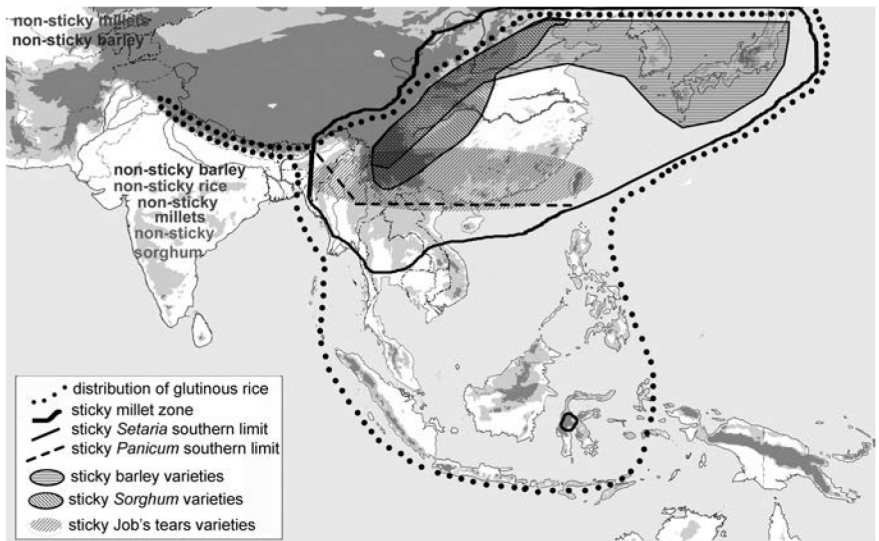 non-sticky millets
non-sticky barley
non-sticky barley
non-sticky rice
non-sticky
millets
non-sticky
sorghum
distribution of glutinous rice
sticky millet zone
sticky Setaria southern limit
sticky Panicum southern limit
sticky barley varieties
sticky Sorghum varieties
sticky Job's tears varieties